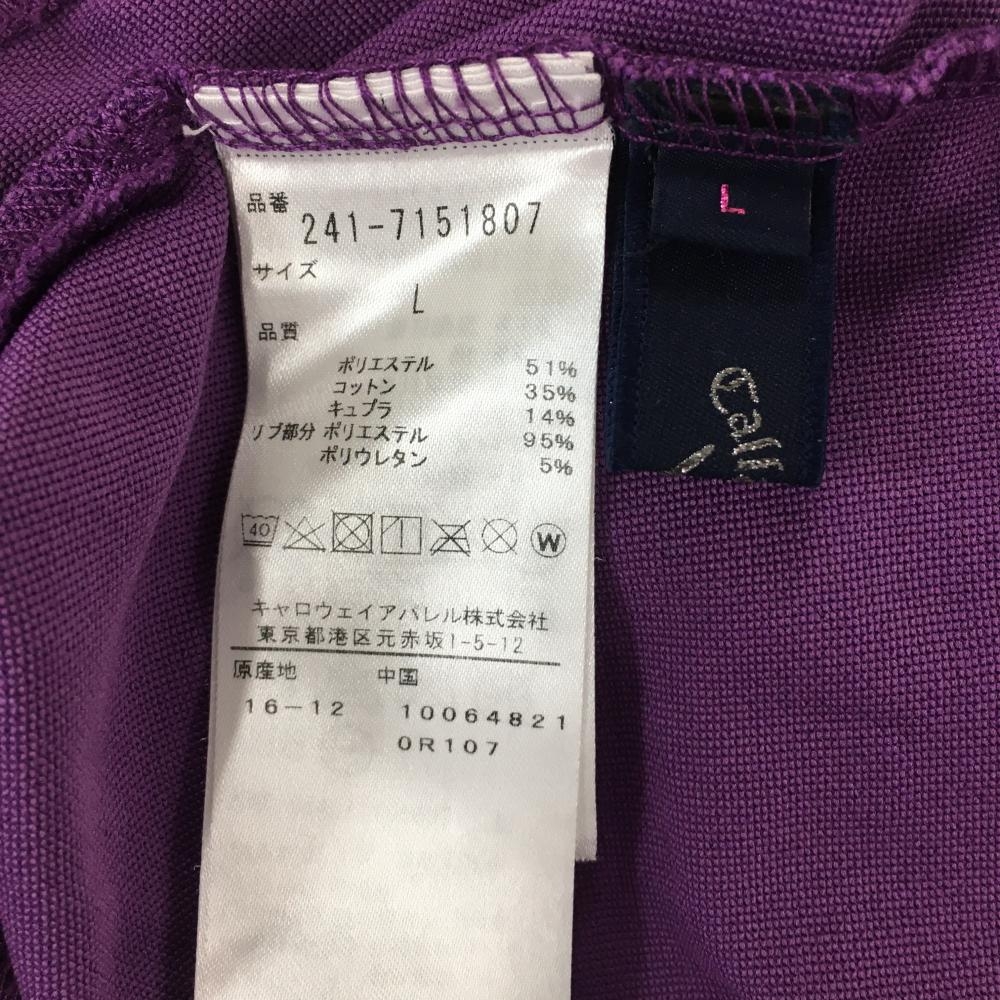 品番
241-7151807
サイズ
L
品質
ポリエステル 51%
コットン 35%
キュプラ 14%
リブ部分 ポリエステル 95%
ポリウレタン 5%
40
W
キャロウェイアパレル株式会社
東京都港区元赤坂1-5-12
原産地 中国
16-12 10064821
0R107
L